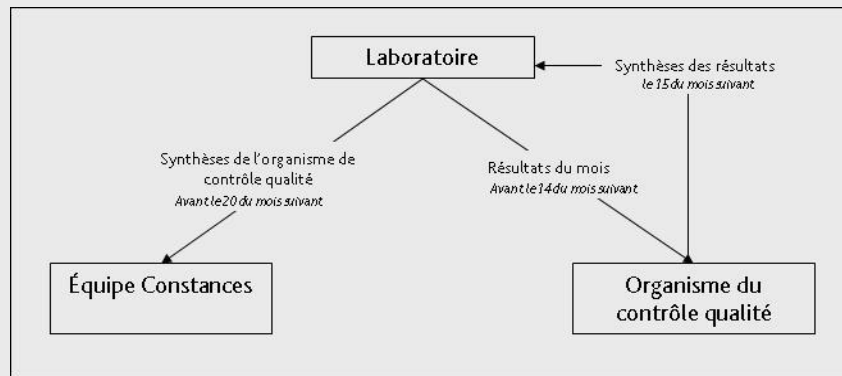 Laboratoire
Synthèses des résultats
le 15 du mois suivant
Synthèses de l'organisme de
contrôle qualité
Avant le 20 du mois suivant
Résultats du mois
Avant le 14 du mois suivant
Équipe Constances
Organisme du
contrôle qualité